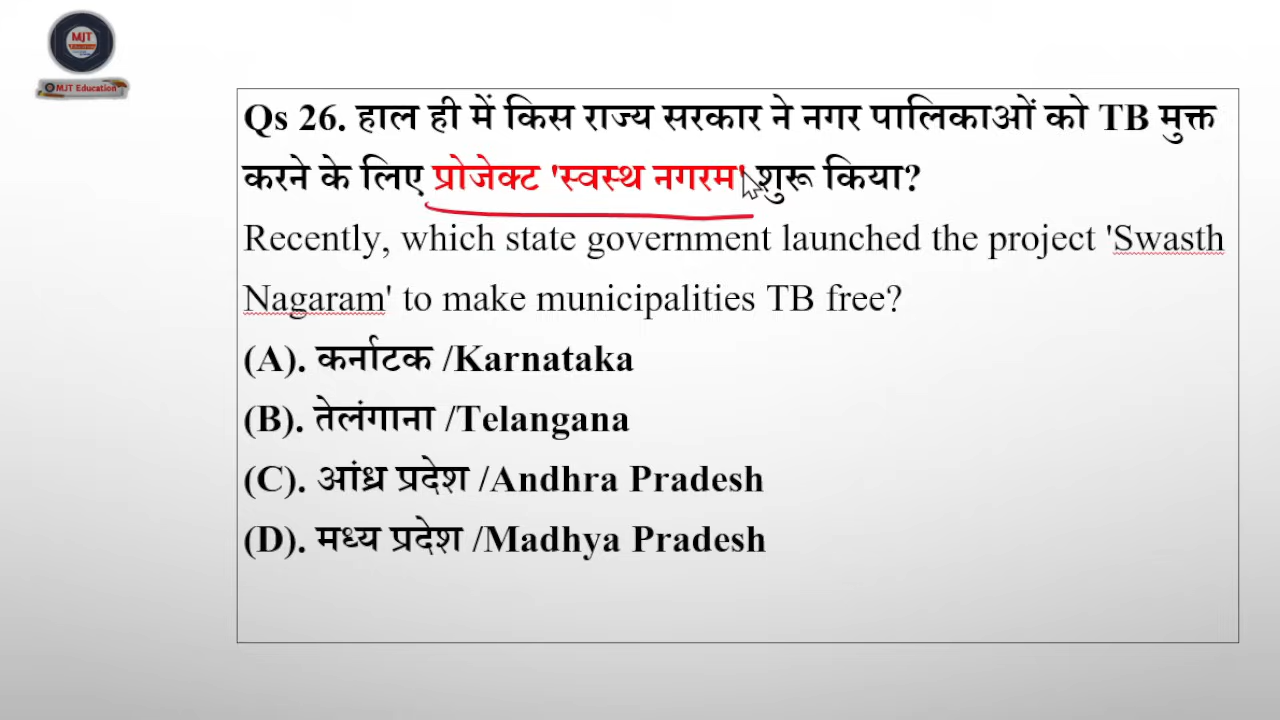 MJT
MJT Education
Qs 26. हाल ही में किस राज्य सरकार ने नगर पालिकाओं को TB मुक्त
करने के लिए प्रोजेक्ट 'स्वस्थ नगरम' शुरू किया?
Recently, which state government launched the project 'Swasth
Nagaram' to make municipalities TB free?
(A). कर्नाटक /Karnataka
(B). तेलंगाना /Telangana
(C). आंध्र प्रदेश /Andhra Pradesh
(D). मध्य प्रदेश /Madhya Pradesh